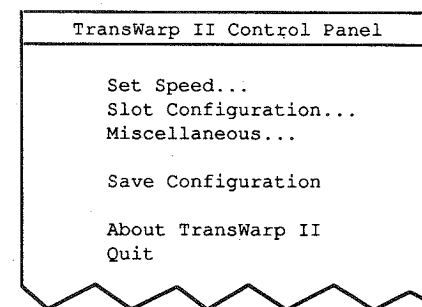 TransWarp II Control Panel
Set Speed...
Slot Configuration...
Miscellaneous...
Save Configuration
About TransWarp II
Quit